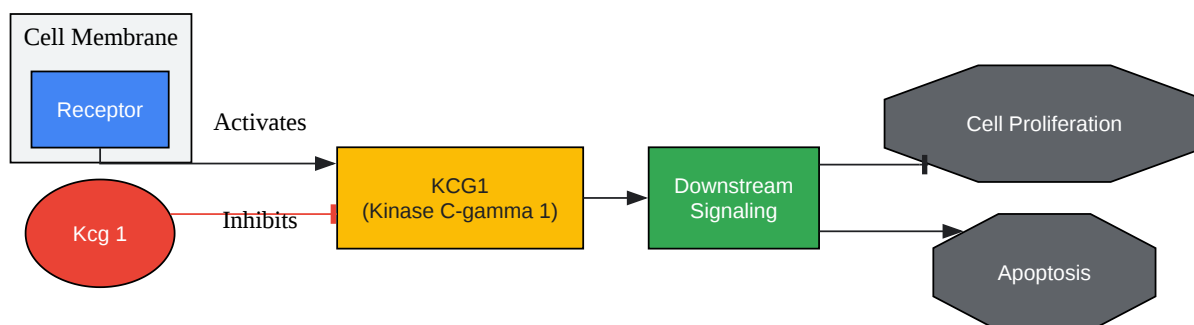 Cell Membrane
Receptor
Activates
Kcg 1
Inhibits
KCG1
(Kinase C-gamma 1)
Downstream
Signaling
Cell Proliferation
Apoptosis